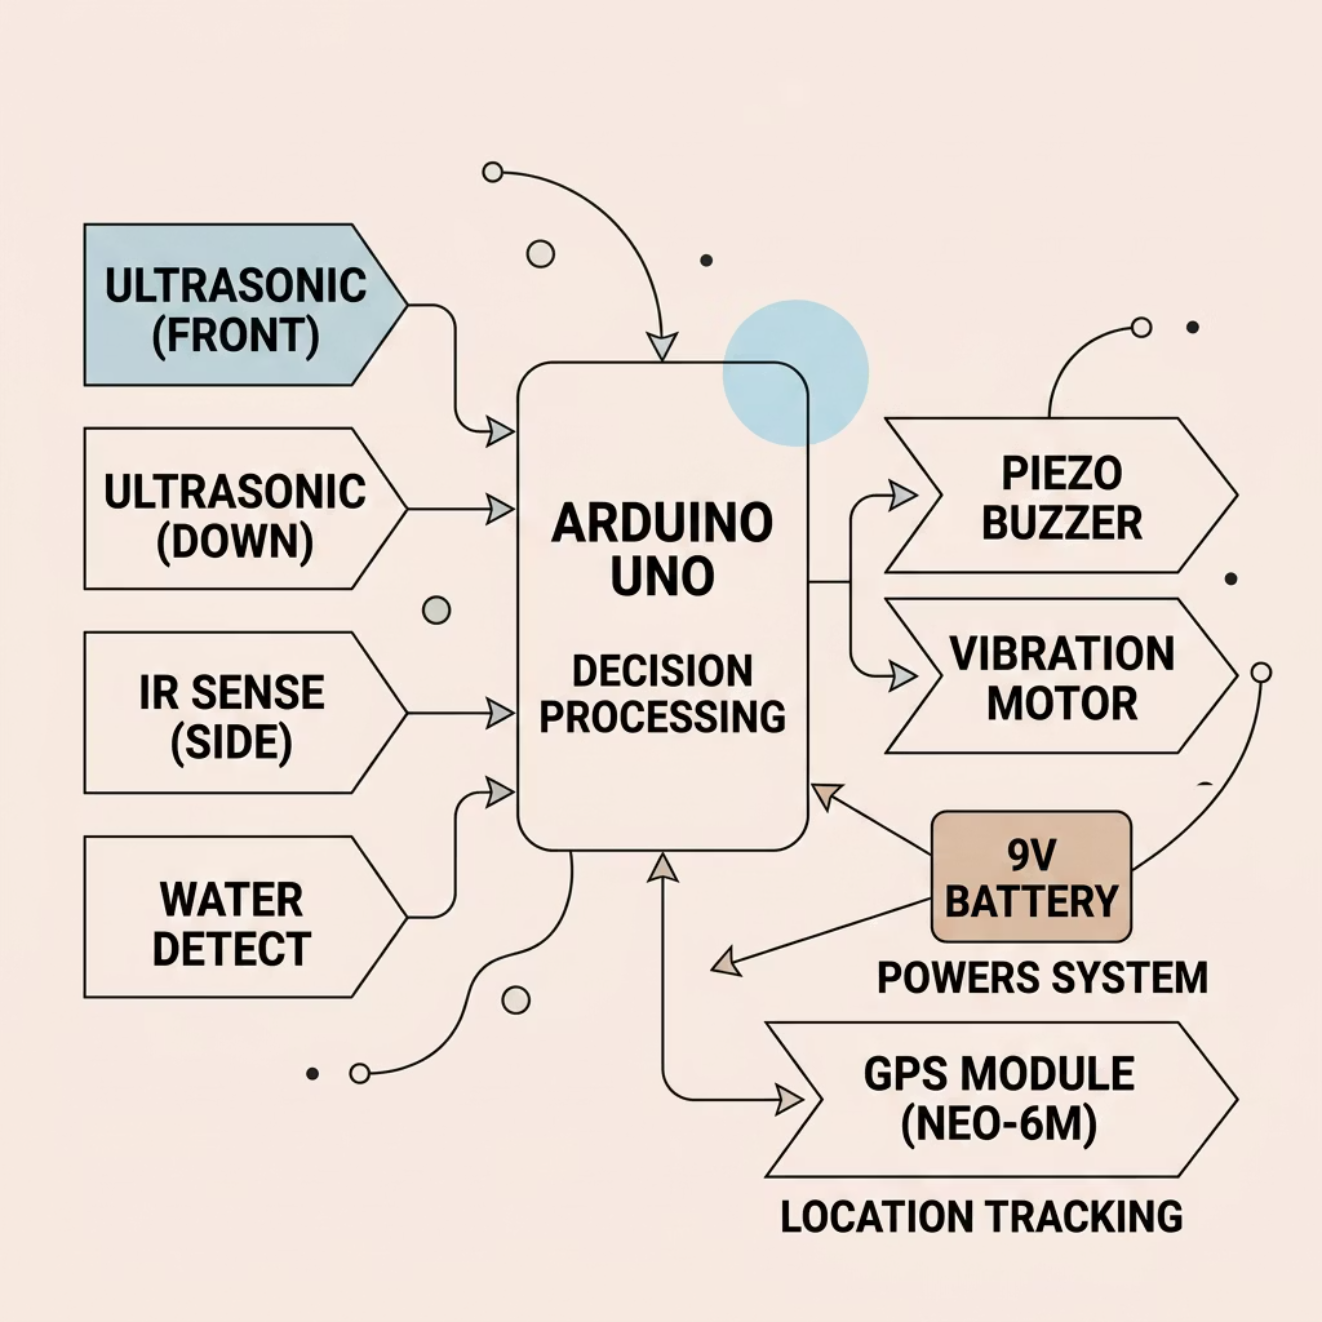 ULTRASONIC
(FRONT)
ULTRASONIC
(DOWN)
IR SENSE
(SIDE)
WATER
DETECT
ARDUINO
UNO
DECISION
PROCESSING
PIEZO
BUZZER
VIBRATION
MOTOR
9V
BATTERY
POWERS SYSTEM
GPS MODULE
(NEO-6M)
LOCATION TRACKING